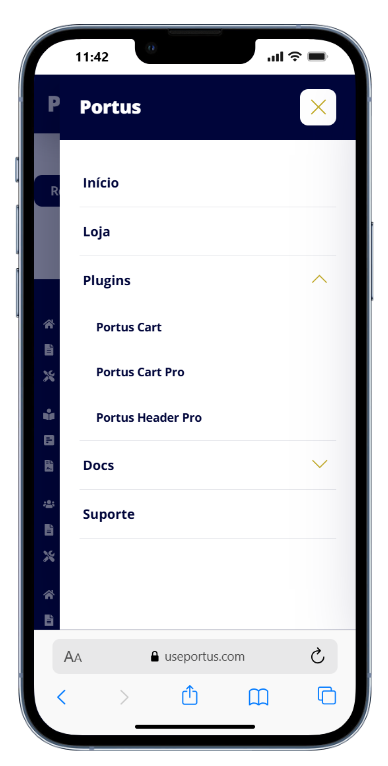 11:42
P
Portus
R
Início
Loja
Plugins
Portus Cart
Portus Cart Pro
Portus Header Pro
Docs
Suporte
AA
useportus.com